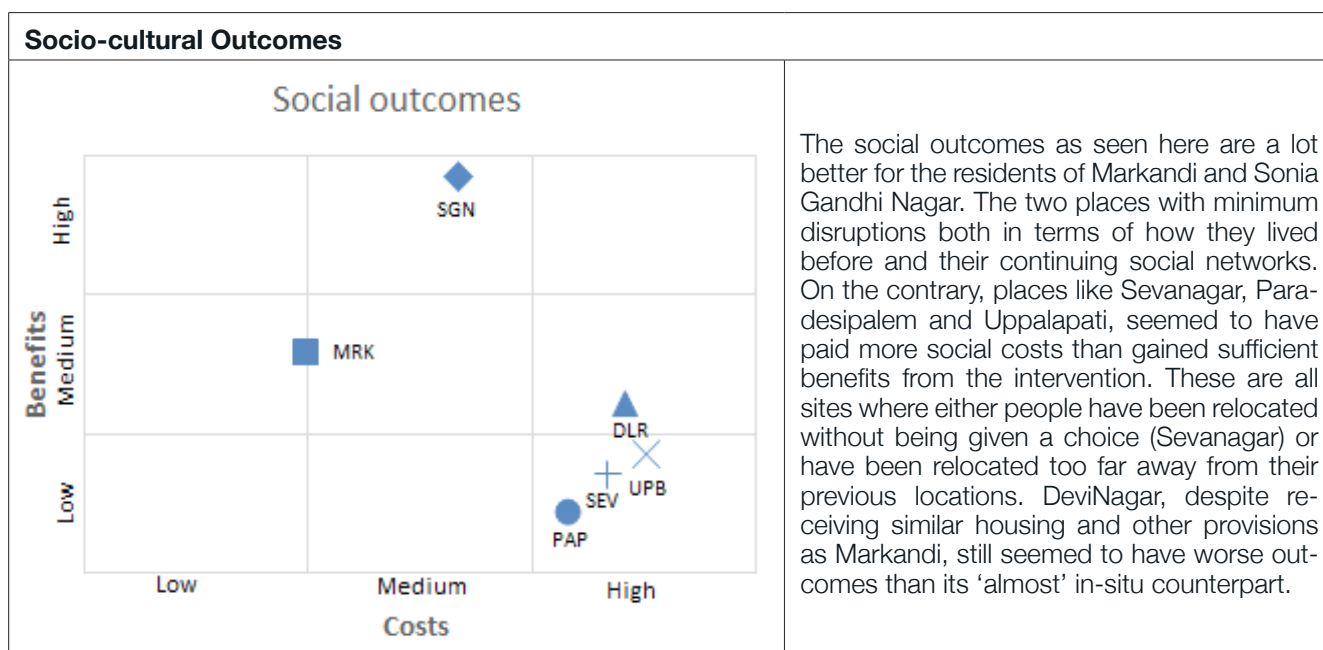 Socio-cultural Outcomes
Social outcomes
High
Medium
Low
Benefits
SGN
MRK
DLR
UPB
SEV
PAP
Low
Medium
High
Costs
The social outcomes as seen here are a lot
better for the residents of Markandi and Sonia
Gandhi Nagar. The two places with minimum
disruptions both in terms of how they lived
before and their continuing social networks.
On the contrary, places like Sevanagar, Para-
desipalem and Uppalapati, seemed to have
paid more social costs than gained sufficient
benefits from the intervention. These are all
sites where either people have been relocated
without being given a choice (Sevanagar) or
have been relocated too far away from their
previous locations. DeviNagar, despite re-
ceiving similar housing and other provisions
as Markandi, still seemed to have worse out-
comes than its ‘almost’ in-situ counterpart.